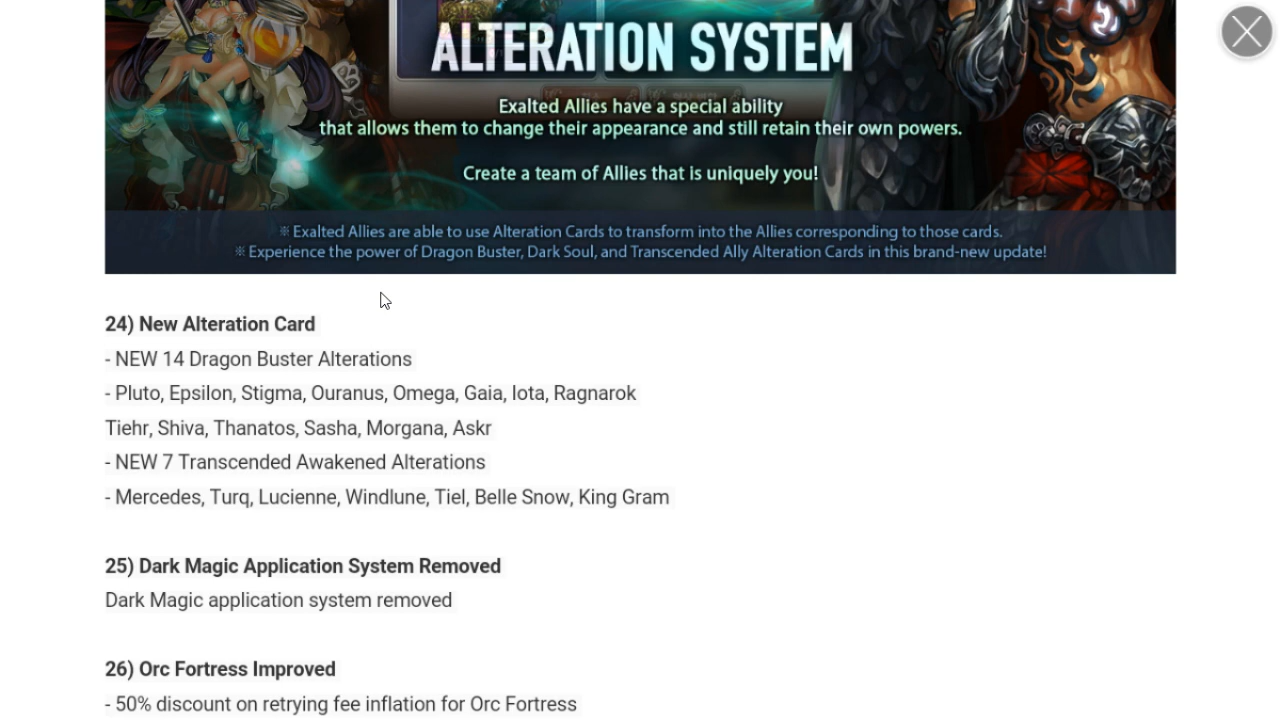 ALTERATION SYSTEM
Exalted Allies have a special ability
that allows them to change their appearance and still retain their own powers.
Create a team of Allies that is uniquely you!
※ Exalted Allies are able to use Alteration Cards to transform into the Allies corresponding to those cards.
※ Experience the power of Dragon Buster, Dark Soul, and Transcended Ally Alteration Cards in this brand-new update!
24) New Alteration Card
- NEW 14 Dragon Buster Alterations
- Pluto, Epsilon, Stigma, Ouranus, Omega, Gaia, Iota, Ragnarok
Tiehr, Shiva, Thanatos, Sasha, Morgana, Askr
- NEW 7 Transcended Awakened Alterations
- Mercedes, Turq, Lucienne, Windlune, Tiel, Belle Snow, King Gram
25) Dark Magic Application System Removed
Dark Magic application system removed
26) Orc Fortress Improved
- 50% discount on retrying fee inflation for Orc Fortress